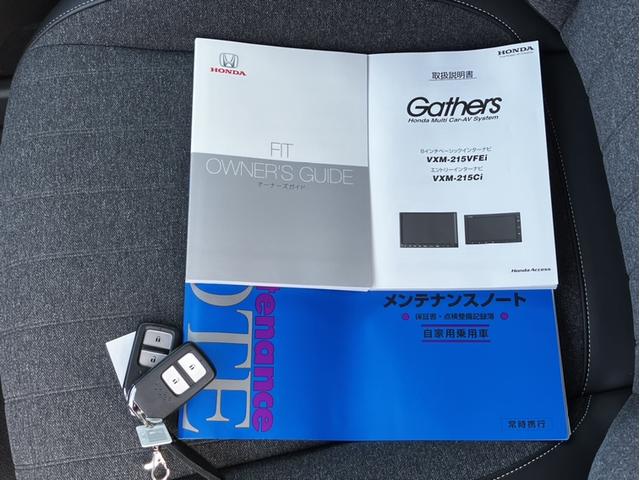 HONDA
FIT
OWNER'S GUIDE
オーナーズガイド
HONDA
取扱説明書
Gathers
Honda Multi Car-AV System
8インチベーシックインターナビ
VXM-215VFEi
エントリーインターナビ
VXM-215Ci
Honda Access
tenance
OTE
メンテナンスノート
保証書・点検整備記録簿
自家用乗用車
常時携行